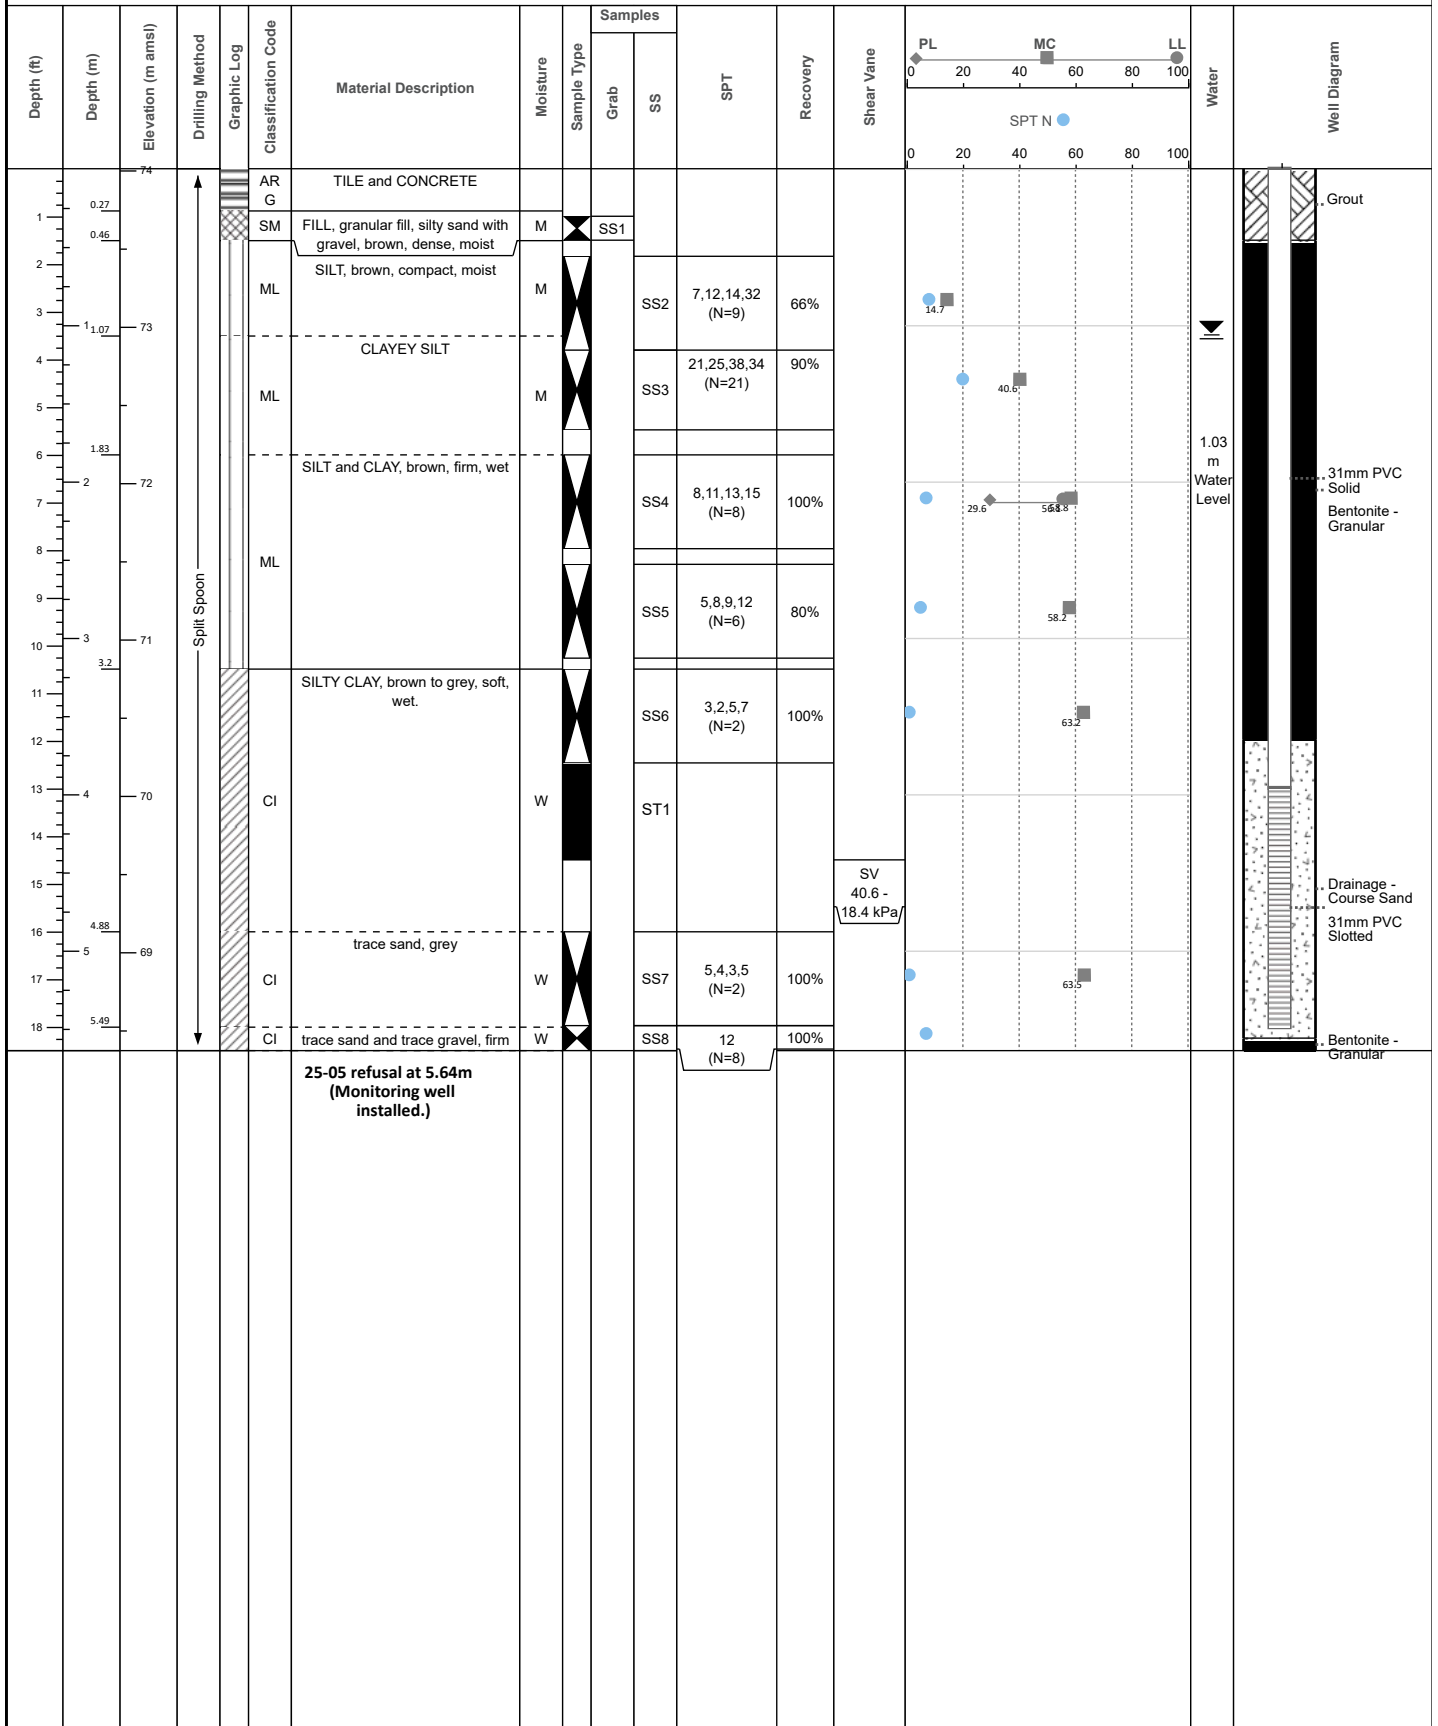 Samples
Depth (ft)
Depth (m)
Elevation (m amsl)
Drilling Method
Graphic Log
Classification Code
Material Description
Moisture
Sample Type
Grab
SS
SPT
Recovery
Shear Vane
PL MC LL
0 20 40 60 80 100
SPT N
0 20 40 60 80 100
Water
Well Diagram
74
AR
G
TILE and CONCRETE
Grout
0.27
1
SM
FILL, granular fill, silty sand with
gravel, brown, dense, moist
M
SS1
0.46
2
SILT, brown, compact, moist
ML
M
SS2
7,12,14,32
(N=9)
66%
14.7
3
1
1.07
73
CLAYEY SILT
4
ML
M
SS3
21,25,38,34
(N=21)
90%
40.6
5
1.03
m
Water
Level
1.83
6
SILT and CLAY, brown, firm, wet
2
72
7
SS4
8,11,13,15
(N=8)
100%
29.6
31mm PVC
Solid
Bentonite -
Granular
8
ML
9
Split Spoon
SS5
5,8,9,12
(N=6)
80%
58.2
3
71
10
3.2
SILTY CLAY, brown to grey, soft,
wet.
11
SS6
3,2,5,7
(N=2)
100%
63.2
12
13
4
70
CI
W
ST1
14
15
SV
40.6 -
18.4 kPa
Drainage -
Course Sand
31mm PVC
Slotted
4.88
16
trace sand, grey
5
69
17
CI
W
SS7
5,4,3,5
(N=2)
100%
63.5
5.49
18
CI
trace sand and trace gravel, firm
W
SS8
12
(N=8)
100%
Bentonite -
Granular
25-05 refusal at 5.64m
(Monitoring well
installed.)